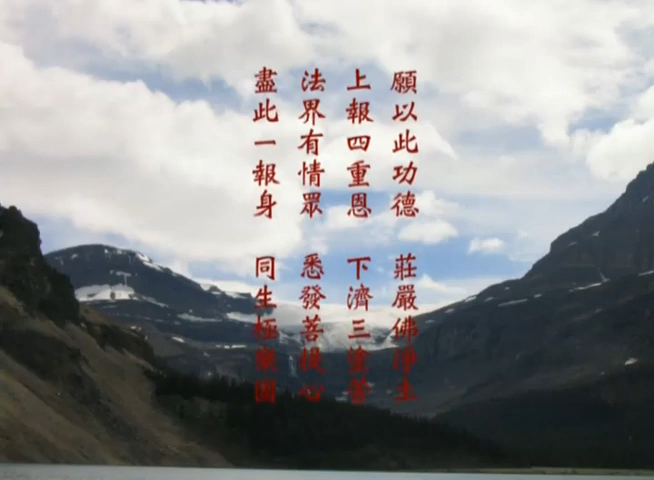 願以此功德 莊嚴佛淨土
上報四重恩 下濟三塗苦
法界有情眾 悉發菩提心
盡此一報身 同生極樂國